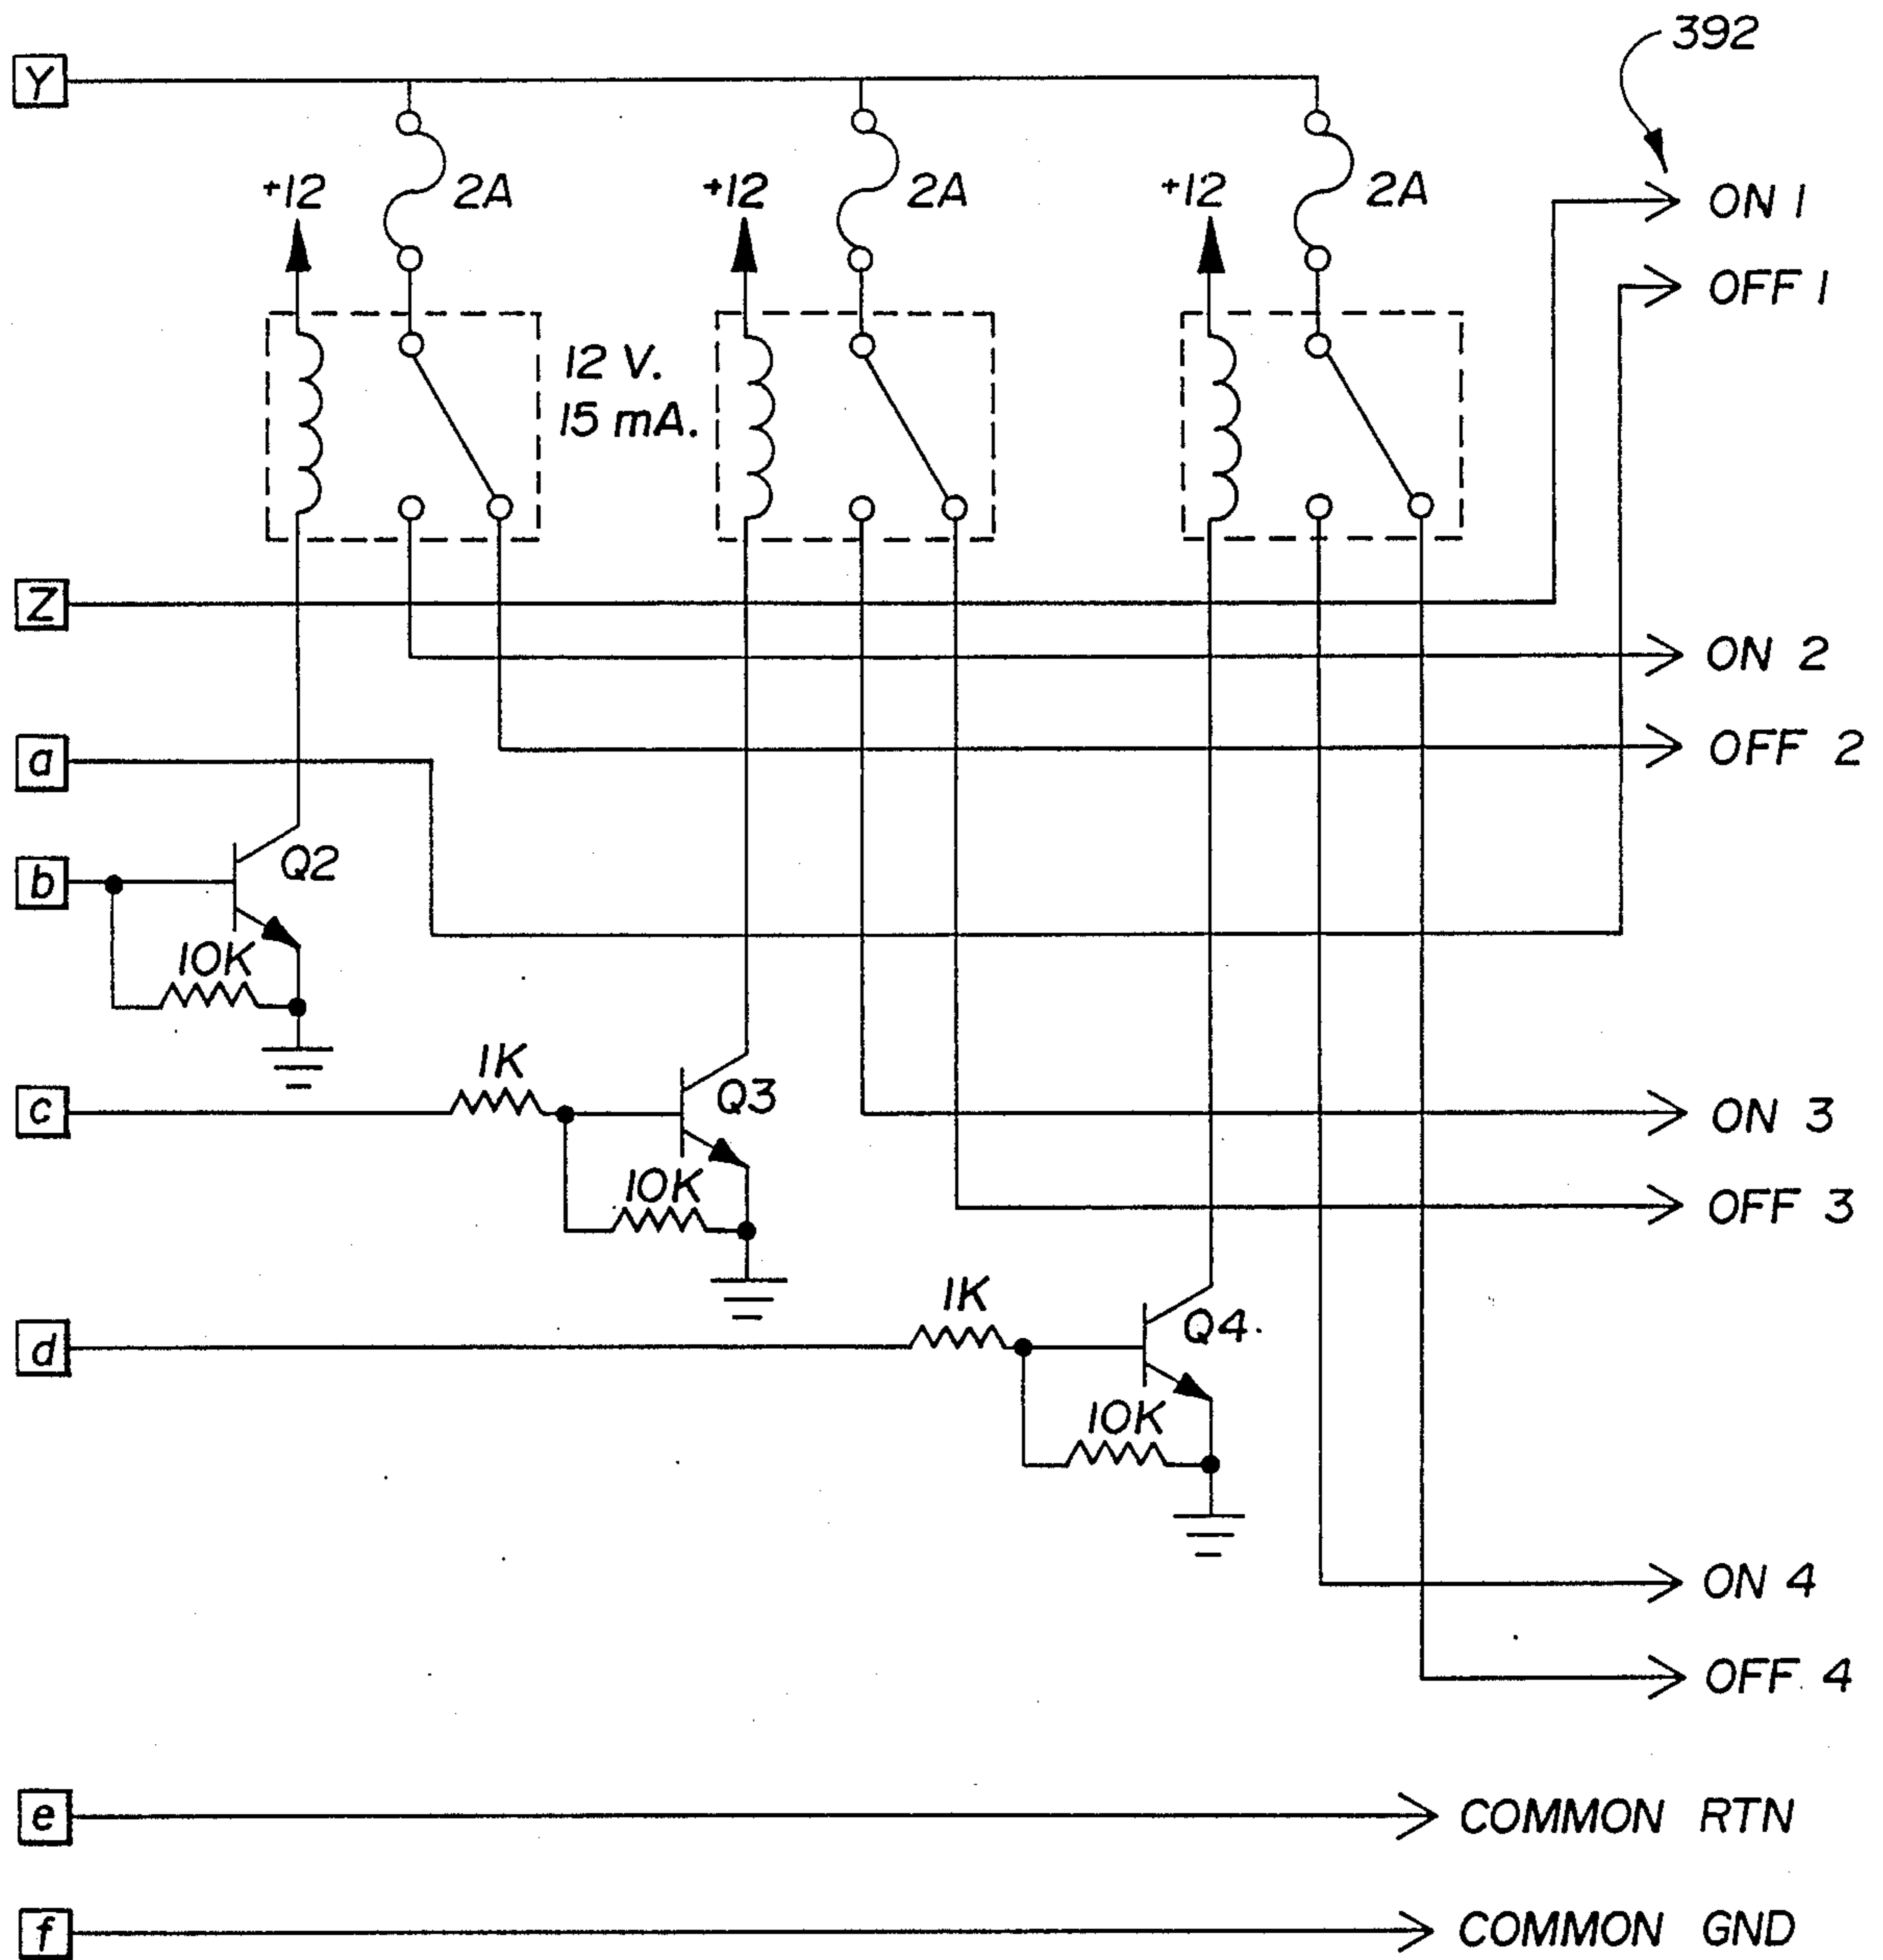 392
Y
+12
2A
+12
2A
+12
2A
ON 1
OFF 1
12 V.
15 mA.
Z
ON 2
a
OFF 2
b
Q2
10K
1K
c
Q3
ON 3
10K
OFF 3
1K
d
Q4.
10K
ON 4
OFF 4
e
COMMON RTN
f
COMMON GND